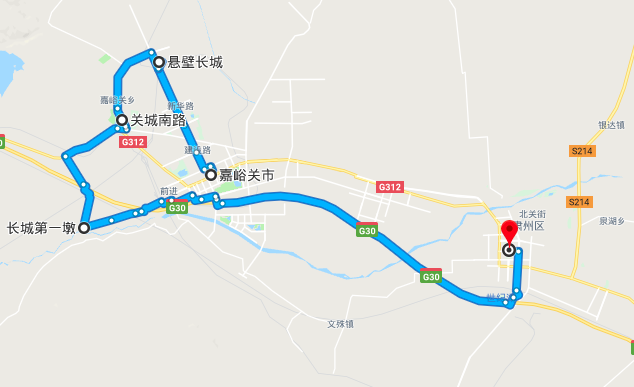 悬壁长城
嘉峪关乡
新华路
关城南路
G312
建设路
嘉峪关市
前进
G30
长城第一墩
G312
G30
G30
银达镇
S214
S214
北关街
肃州区
泉湖乡
文殊镇